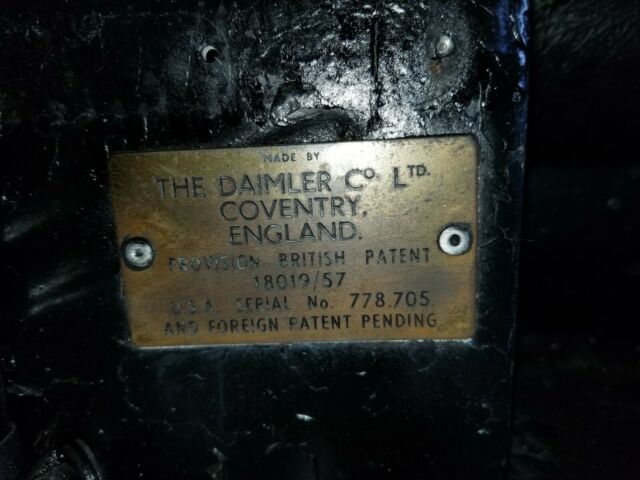 MADE BY
THE DAIMLER Co. LTD.
COVENTRY,
ENGLAND.
PROVISION BRITISH PATENT
18019/57
U.S.A. SERIAL No. 778.705
AND FOREIGN PATENT PENDING